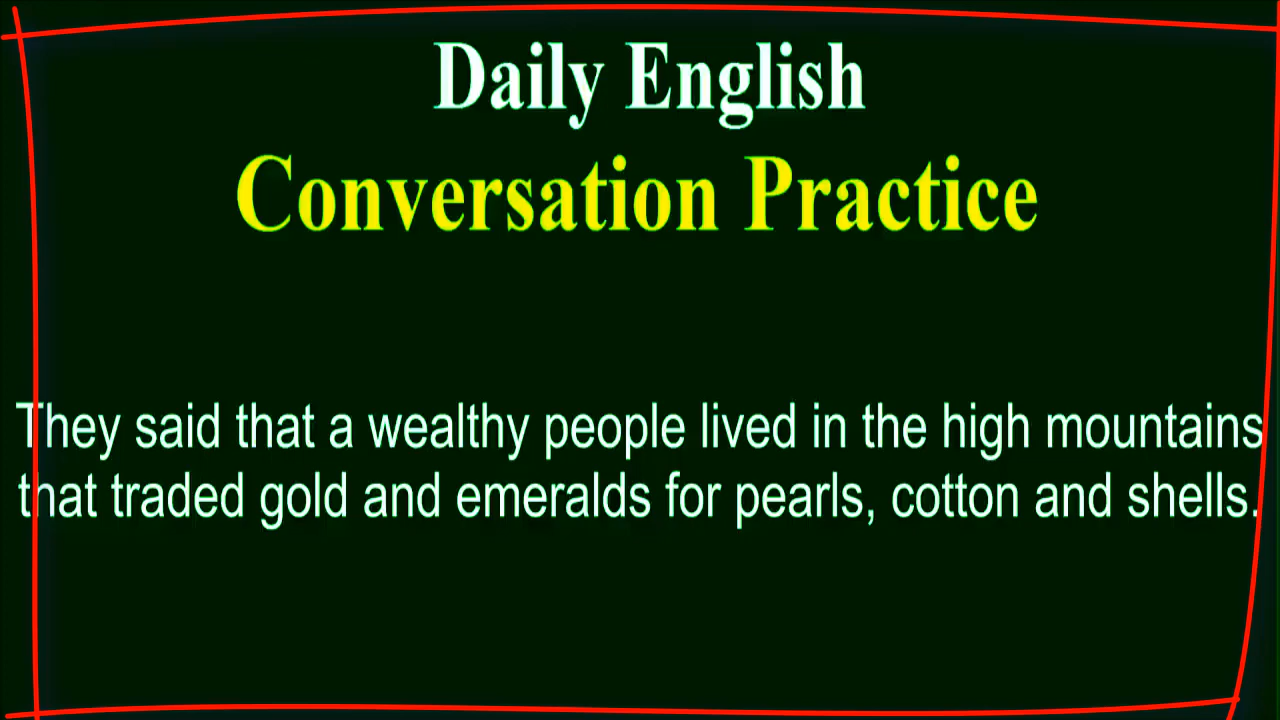 Daily English
Conversation Practice
They said that a wealthy people lived in the high mountains
that traded gold and emeralds for pearls, cotton and shells.